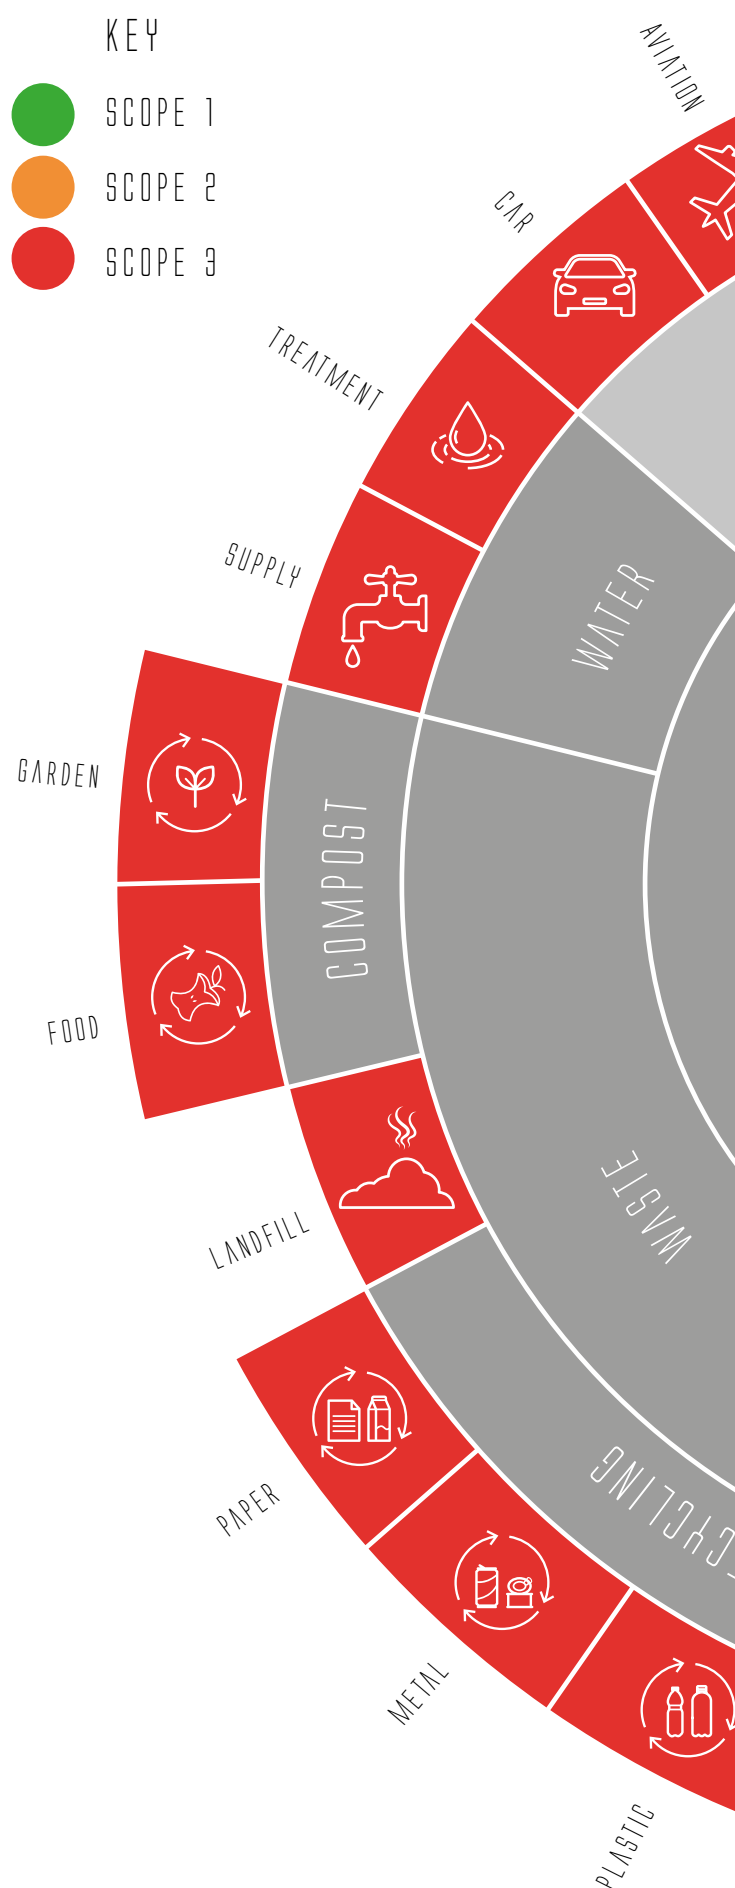 KEY
SCOPE 1
SCOPE 2
SCOPE 3
AVIATION
CAR
TREATMENT
SUPPLY
WATER
GARDEN
COMPOST
FOOD
WASTE
LANDFILL
CYCLING
PAPER
METAL
PLASTIC